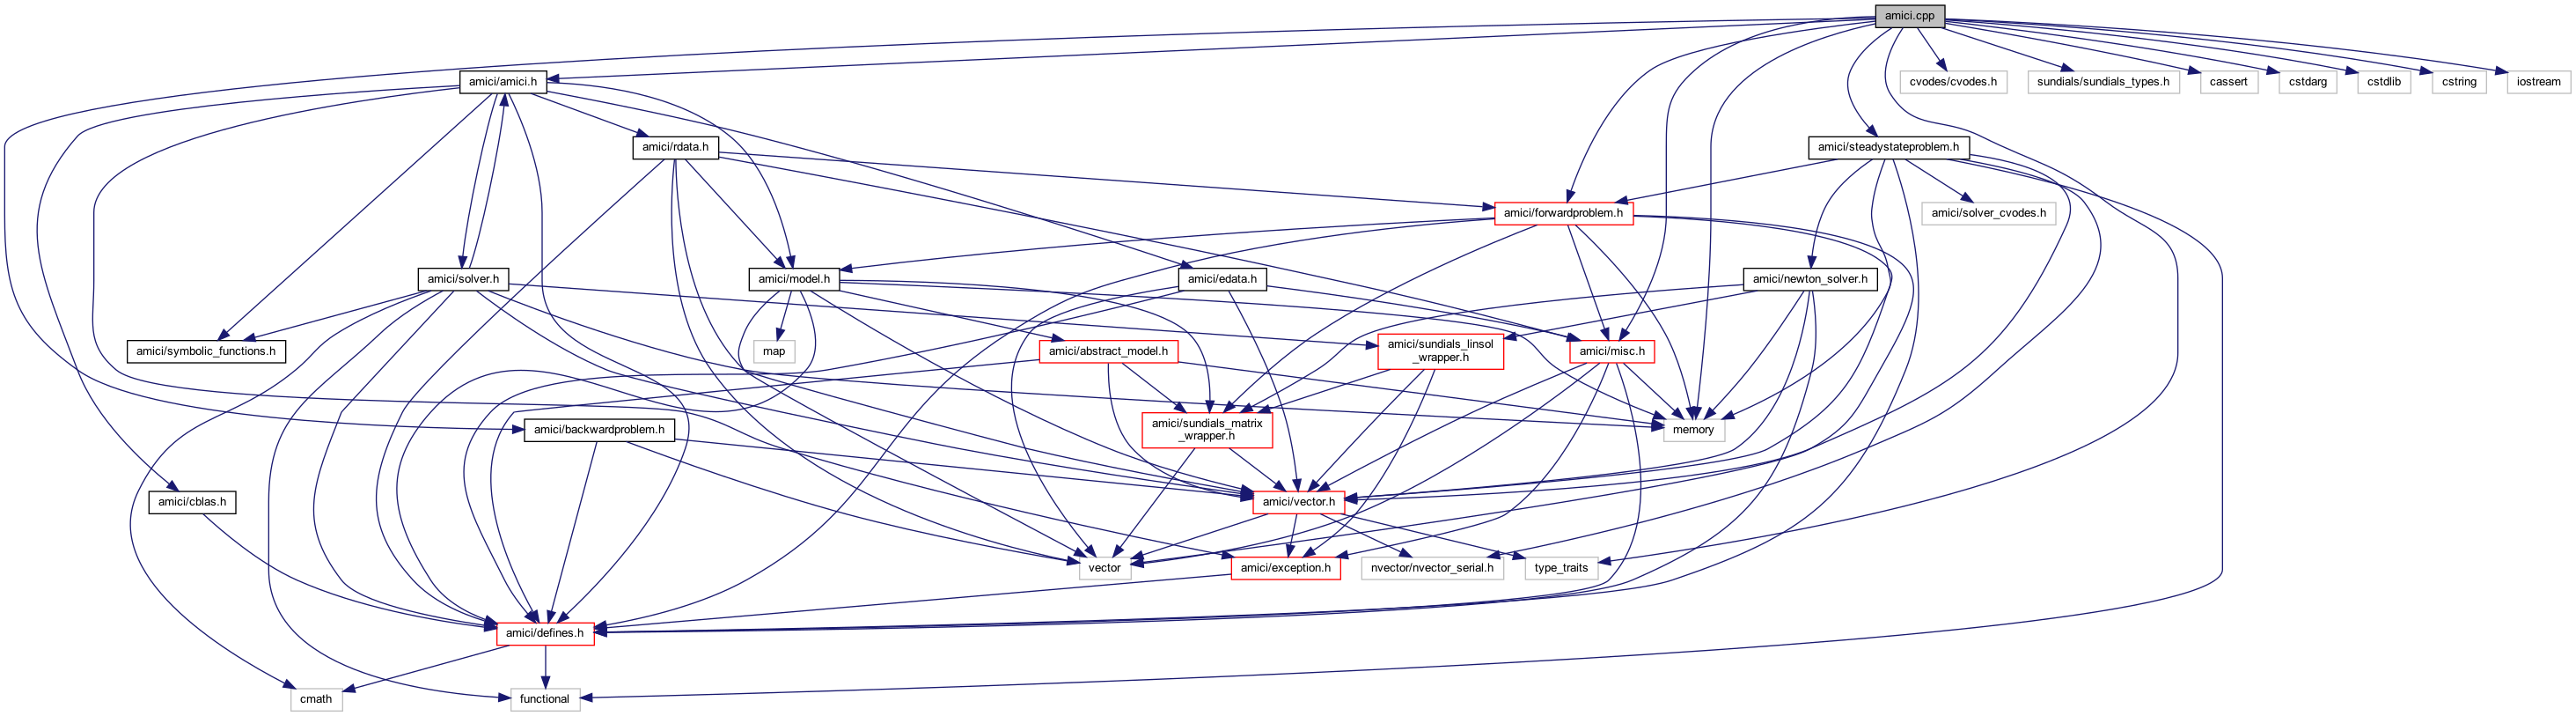 amici.cpp
amici/amici.h
cvodes/cvodes.h
sundials/sundials_types.h
cassert
cstdarg
cstdlib
cstring
iostream
amici/rdata.h
amici/steadystateproblem.h
amici/forwardproblem.h
amici/solver_cvodes.h
amici/solver.h
amici/model.h
amici/edata.h
amici/newton_solver.h
amici/symbolic_functions.h
map
amici/abstract_model.h
amici/sundials_linsol
_wrapper.h
amici/misc.h
amici/backwardproblem.h
amici/sundials_matrix
_wrapper.h
memory
amici/cblas.h
amici/vector.h
vector
amici/exception.h
nvector/nvector_serial.h
type_traits
amici/defines.h
cmath
functional